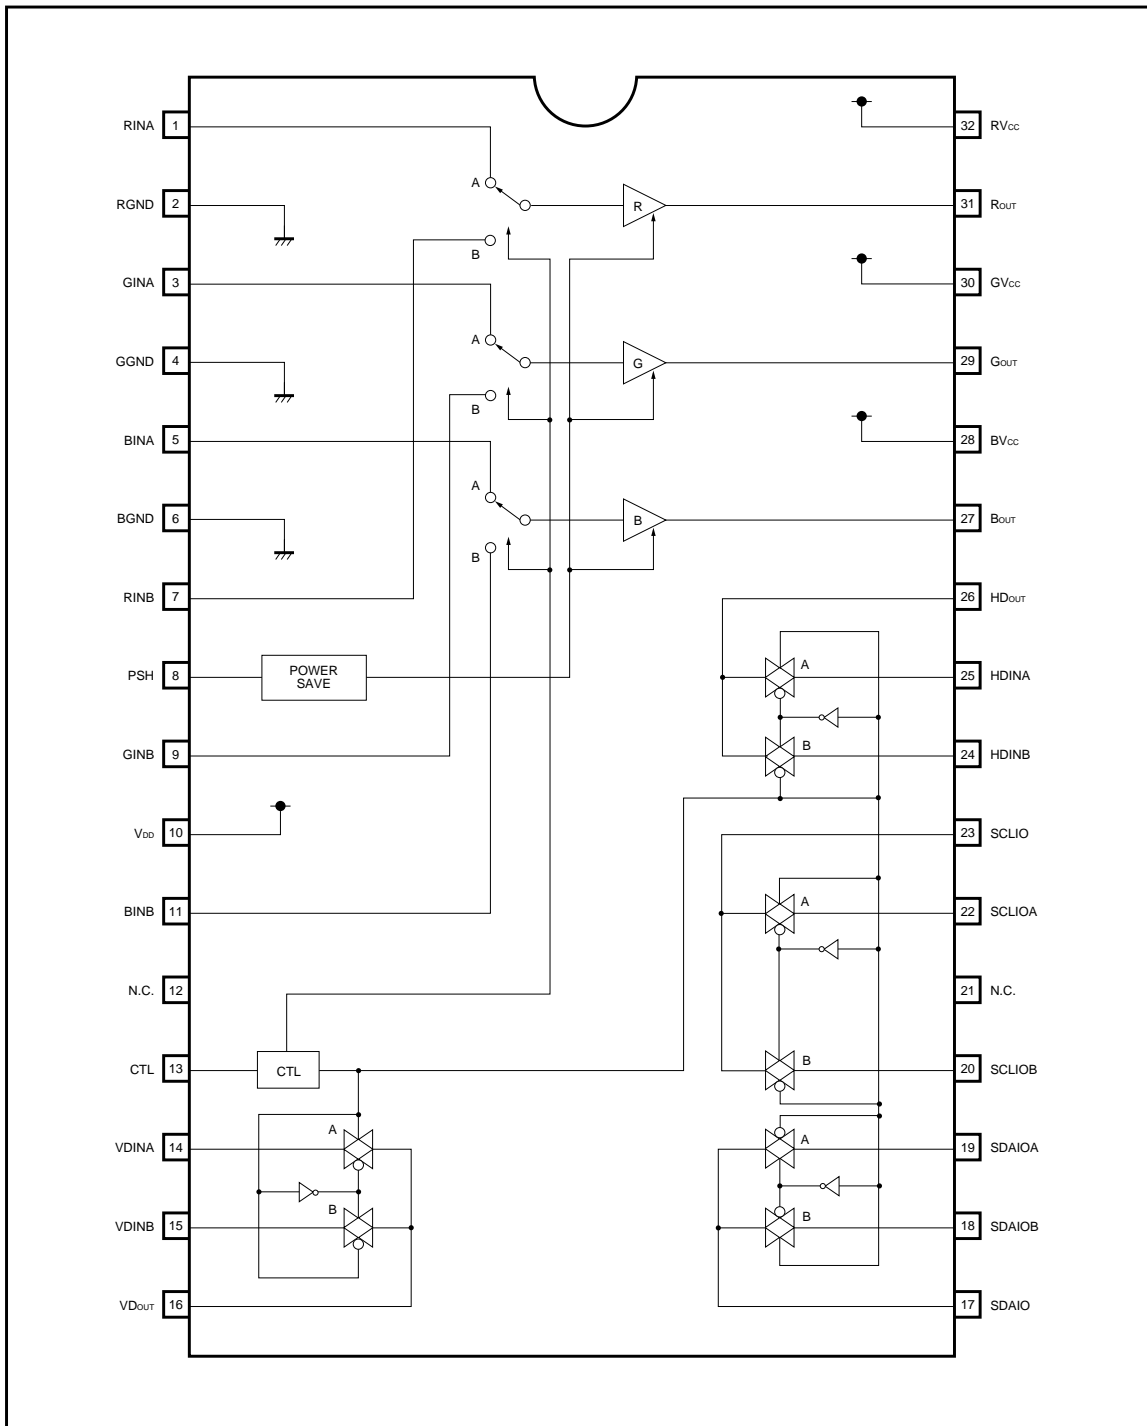 RINA 1
RGND 2
GINA 3
GGND 4
BINA 5
BGND 6
RINB 7
PSH 8
GINB 9
VDD 10
BINB 11
N.C. 12
CTL 13
VDINA 14
VDINB 15
VDOUT 16
A
B
R
A
B
G
A
B
B
POWER
SAVE
CTL
A
B
A
B
A
B
A
B
32 RVCC
31 ROUT
30 GVCC
29 GOUT
28 BVCC
27 BOUT
26 HDOUT
25 HDINA
24 HDINB
23 SCLIO
22 SCLIOA
21 N.C.
20 SCLIOB
19 SDAIOA
18 SDAIOB
17 SDAIO